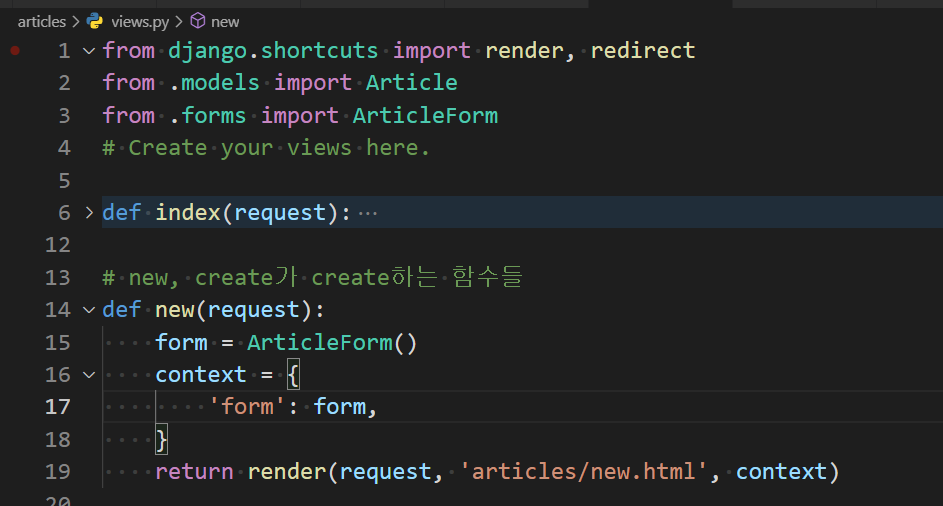 articles > views.py > new
1 from django.shortcuts import render, redirect
2 from .models import Article
3 from .forms import ArticleForm
4 # Create your views here.
5
6 def index(request): ⋯
12
13 # new, create가 create하는 함수들
14 def new(request):
15     form = ArticleForm()
16     context = {
17         'form': form,
18     }
19     return render(request, 'articles/new.html', context)
20